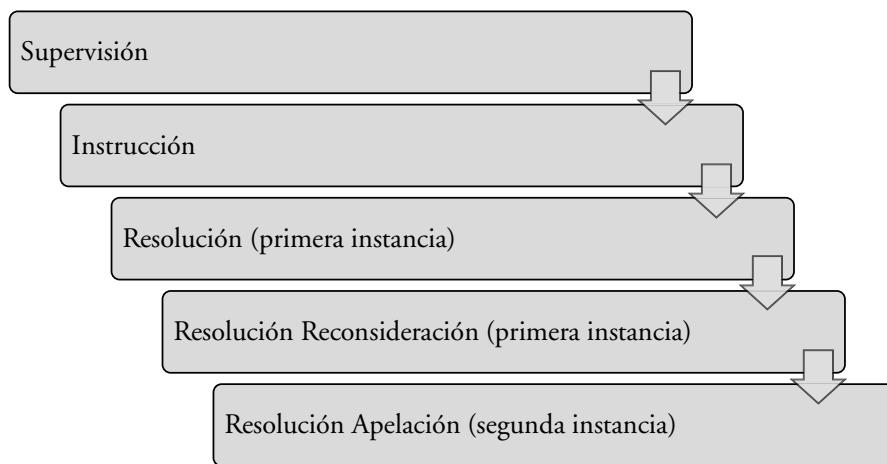 Supervisión
Instrucción
Resolución (primera instancia)
Resolución Reconsideración (primera instancia)
Resolución Apelación (segunda instancia)